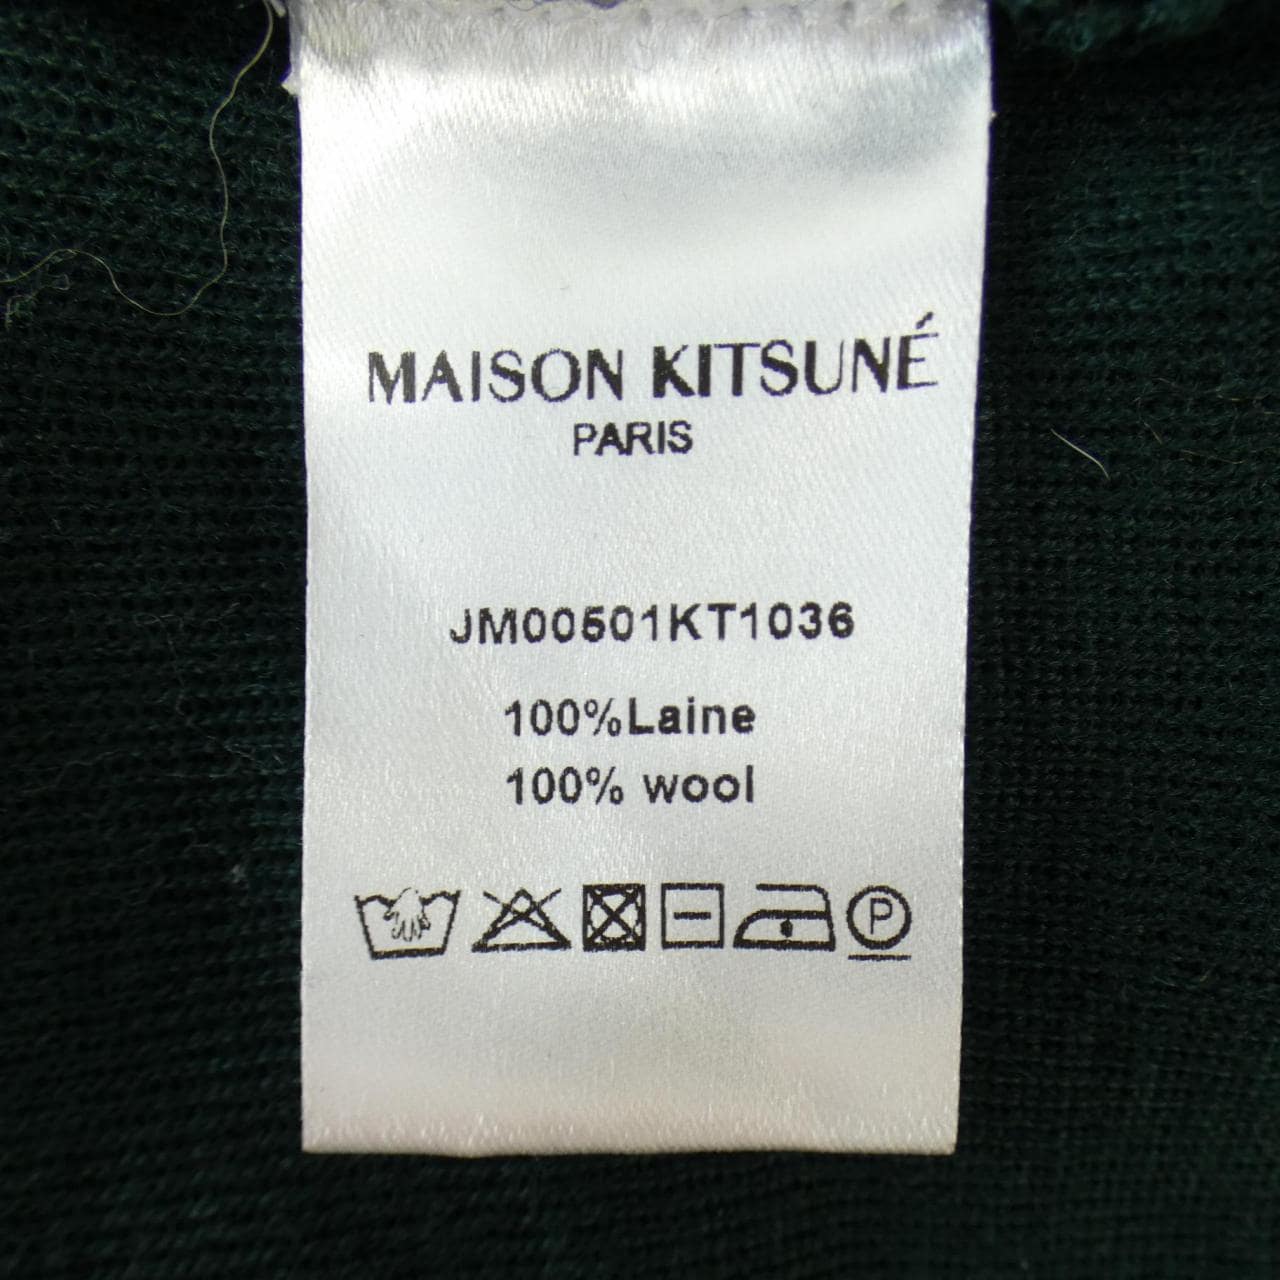 MAISON KITSUNÉ
PARIS
JM00501KT1036
100%Laine
100% wool
P